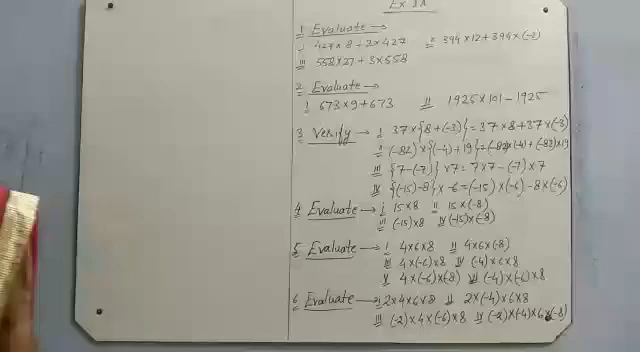 Ex 1A
1 Evaluate →
i 427×8+2×427 ii 394×12+394×(-2)
iii 558×27+3×558
2 Evaluate →
i 673×9+673 ii 1925×101-1925
3 Verify → i 37×{8+(-3)}=37×8+37×(-3)
ii (-82)×{(-4)+19}=(-82)×(-4)+(-82)×19
iii {7-(-7)}×7=7×7-(-7)×7
iv {(-15)-8}×-6=(-15)×(-6)-8×(-6)
4 Evaluate → i 15×8 ii 15×(-8)
iii (-15)×8 iv (-15)×(-8)
5 Evaluate → i 4×6×8 ii 4×6×(-8)
iii 4×(-6)×8 iv (-4)×6×8
v 4×(-6)×(-8) vi (-4)×(-6)×8
6 Evaluate → i 2×4×6×8 ii 2×(-4)×6×8
iii (-2)×4×(-6)×8 iv (-2)×(-4)×6×(-8)